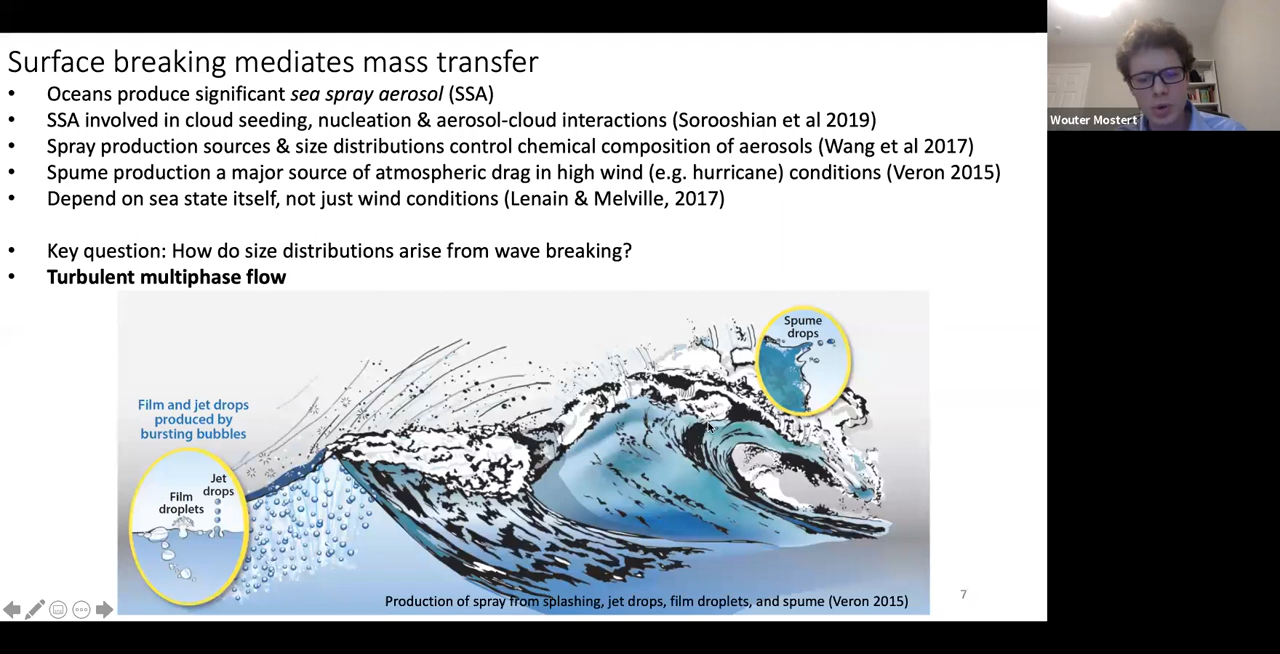 Surface breaking mediates mass transfer
• Oceans produce significant sea spray aerosol (SSA)
• SSA involved in cloud seeding, nucleation & aerosol-cloud interactions (Sorooshian et al 2019)
• Spray production sources & size distributions control chemical composition of aerosols (Wang et al 2017)
• Spume production a major source of atmospheric drag in high wind (e.g. hurricane) conditions (Veron 2015)
• Depend on sea state itself, not just wind conditions (Lenain & Melville, 2017)
• Key question: How do size distributions arise from wave breaking?
• Turbulent multiphase flow
Spume
drops
Film and jet drops
produced by
bursting bubbles
Jet
drops
Film
droplets
Production of spray from splashing, jet drops, film droplets, and spume (Veron 2015)
7
Wouter Mostert